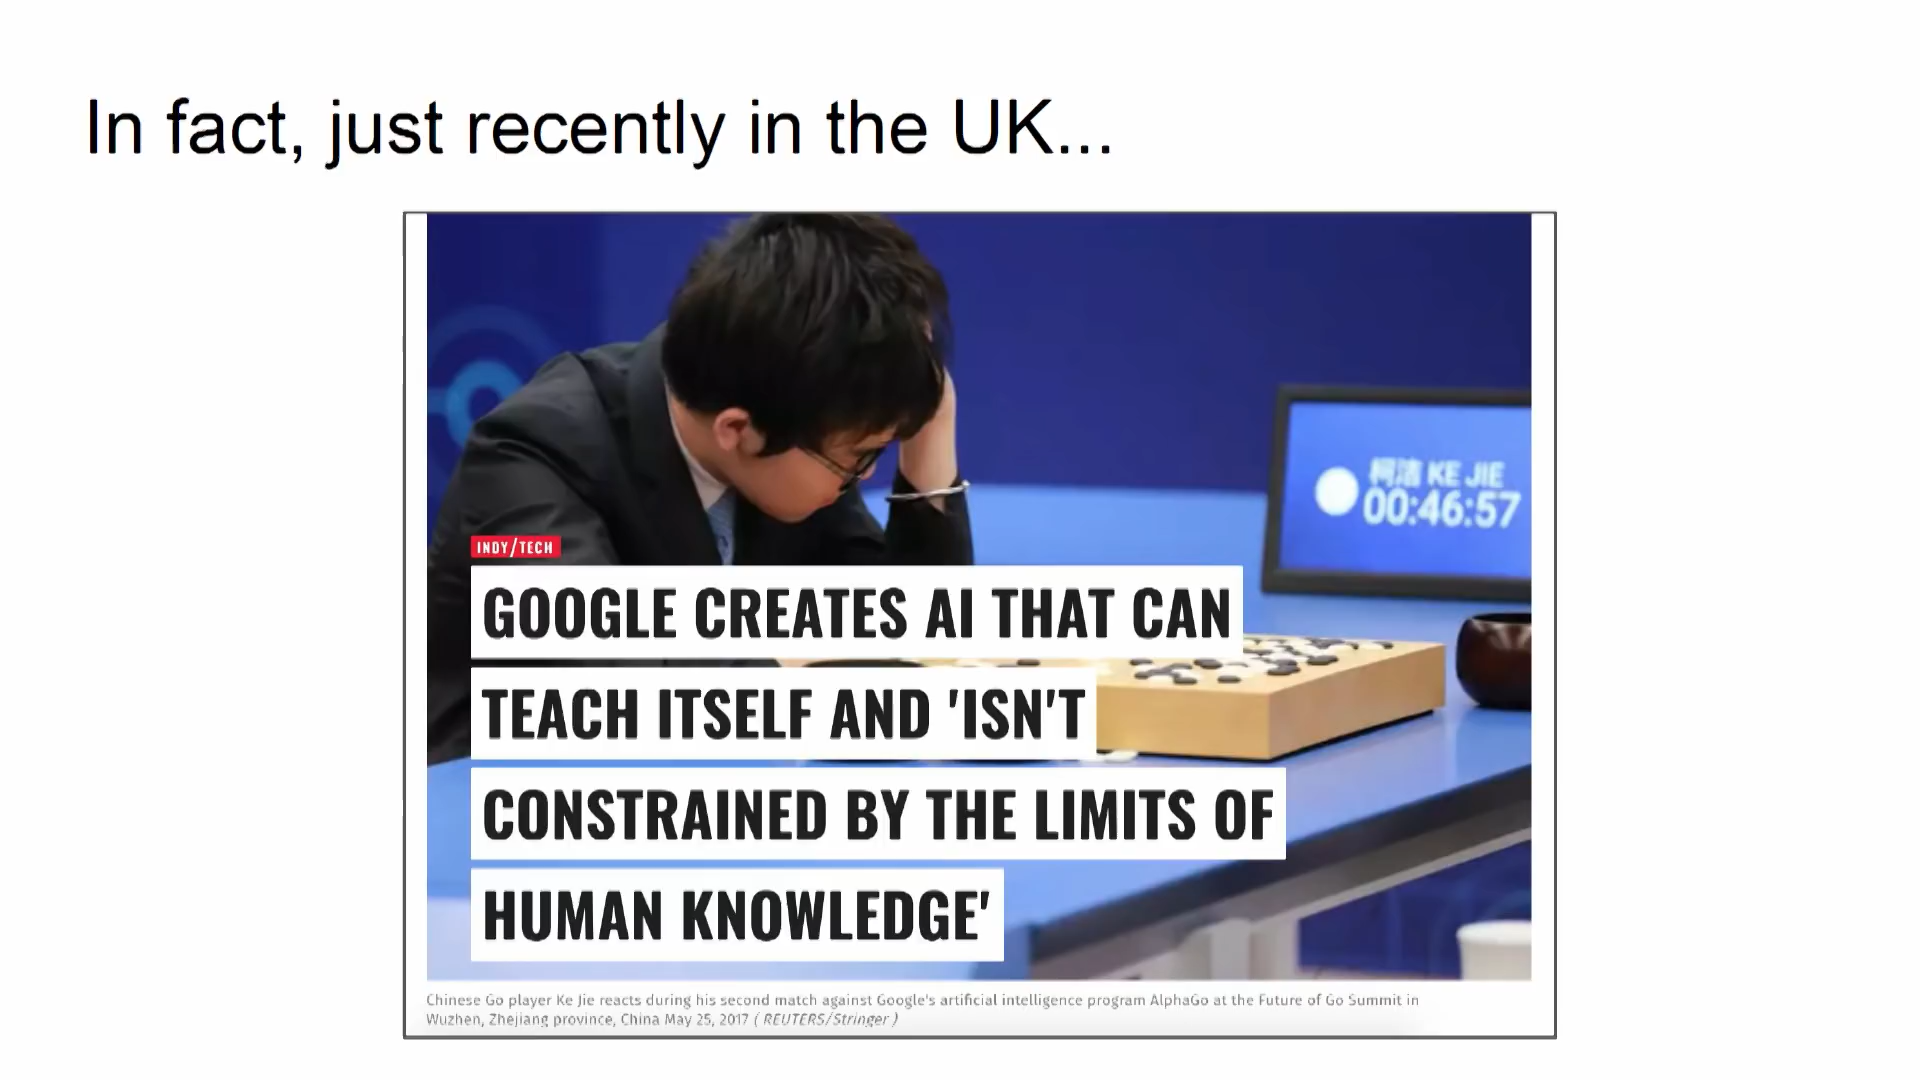 In fact, just recently in the UK...
柯洁 KE JIE
00:46:57
INDY/TECH
GOOGLE CREATES AI THAT CAN
TEACH ITSELF AND 'ISN'T
CONSTRAINED BY THE LIMITS OF
HUMAN KNOWLEDGE'
Chinese Go player Ke Jie reacts during his second match against Google's artificial intelligence program AlphaGo at the Future of Go Summit in
Wuzhen, Zhejiang province, China May 25, 2017 ( REUTERS/Stringer )